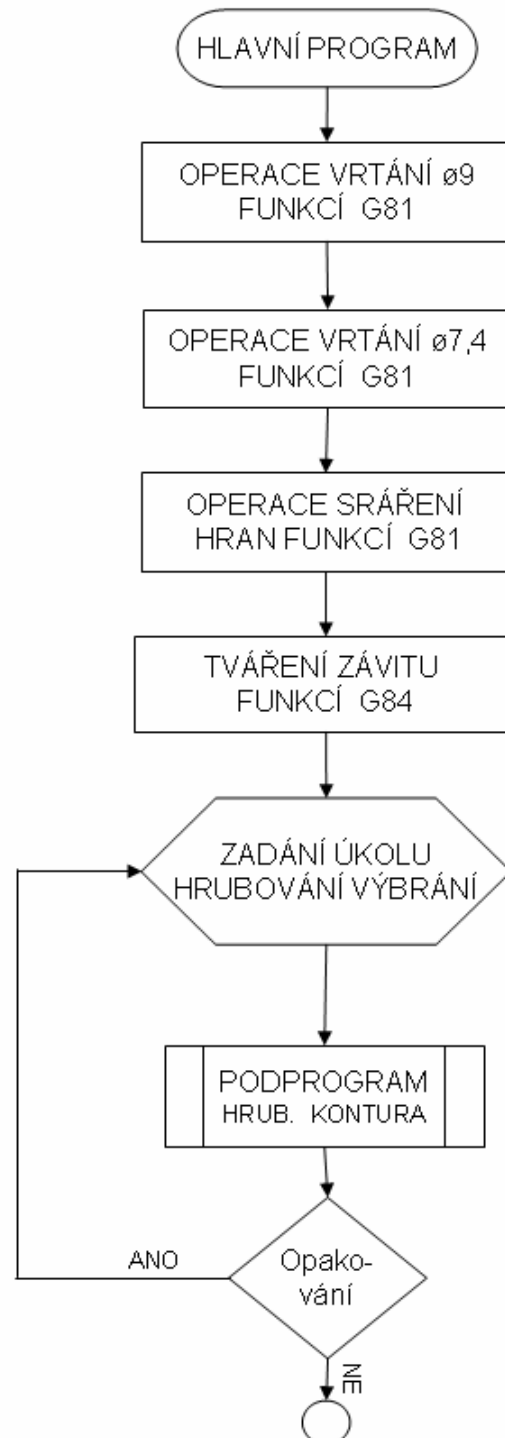 HLAVNÍ PROGRAM
OPERACE VRTÁNÍ ø9
FUNKCÍ G81
OPERACE VRTÁNÍ ø7,4
FUNKCÍ G81
OPERACE SRÁŘENÍ
HRAN FUNKCÍ G81
TVÁŘENÍ ZÁVITU
FUNKCÍ G84
ZADÁNÍ ÚKOLU
HRUBOVÁNÍ VÝBRÁNÍ
PODPROGRAM
HRUB. KONTURA
ANO
Opako-
vání
NE